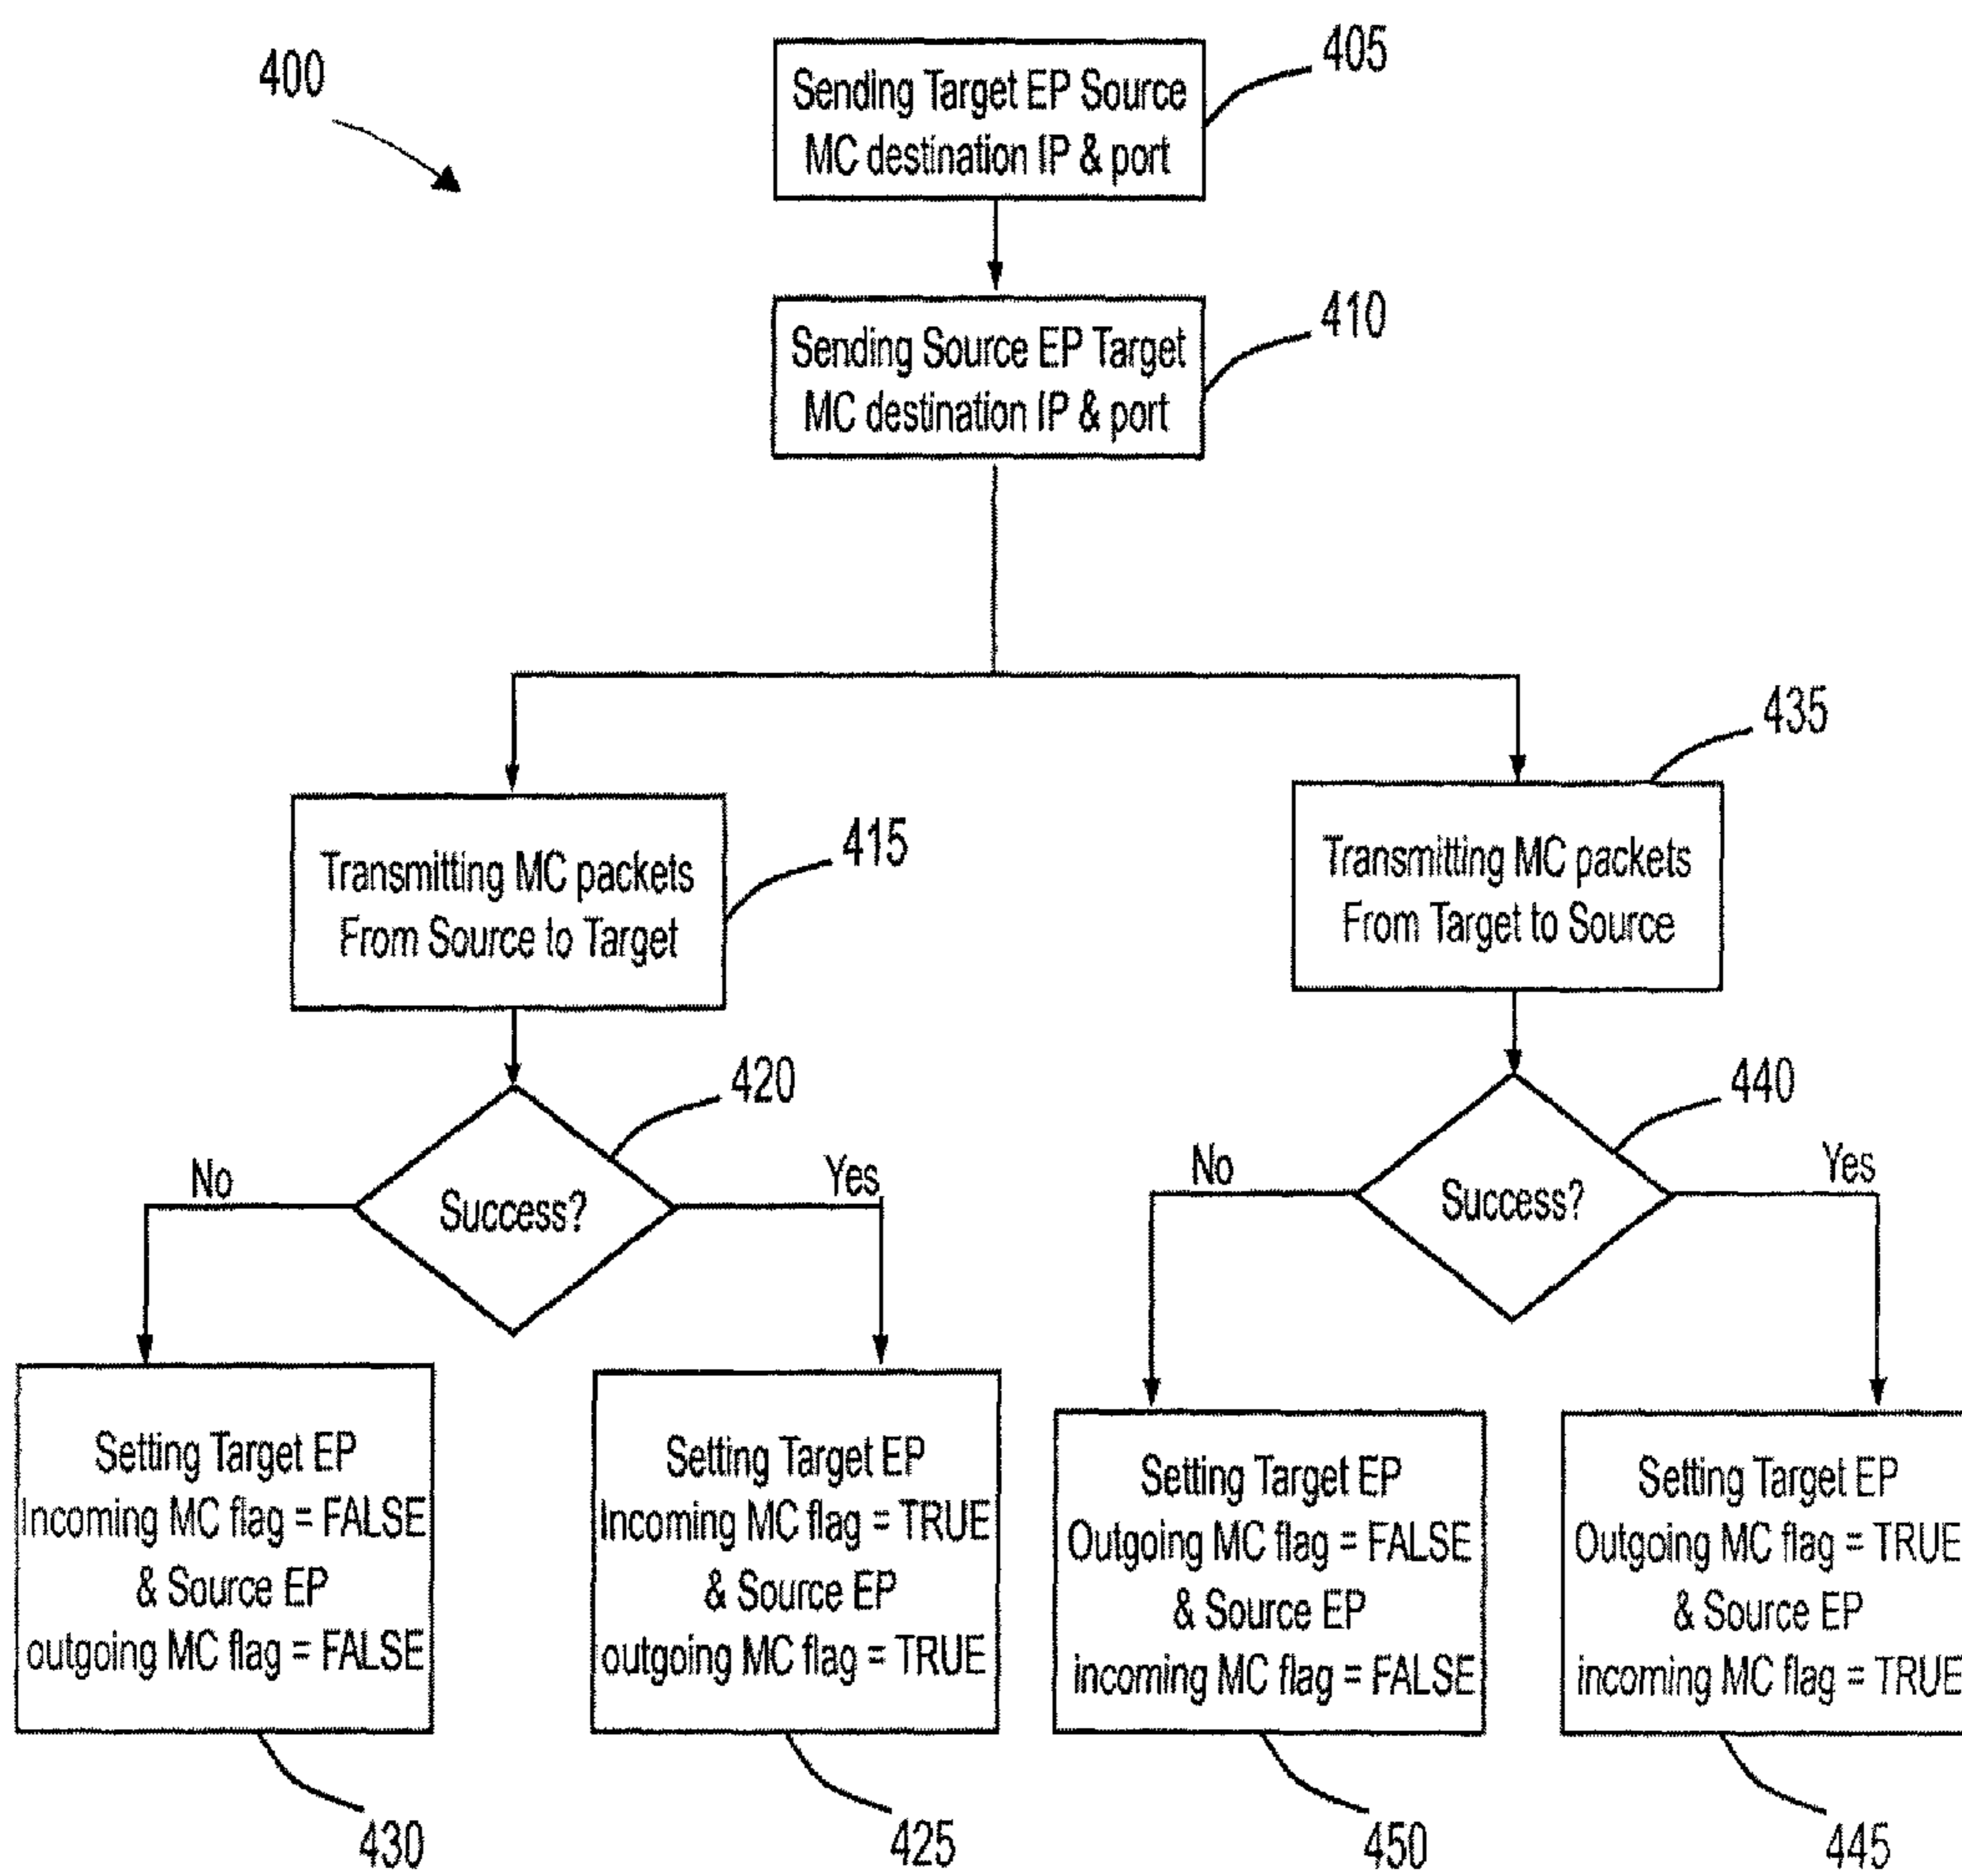 400
405
Sending Target EP Source
MC destination IP & port
410
Sending Source EP Target
MC destination IP & port
415
Transmitting MC packets
From Source to Target
435
Transmitting MC packets
From Target to Source
420
No
Success?
Yes
440
No
Success?
Yes
Setting Target EP
Incoming MC flag = FALSE
& Source EP
outgoing MC flag = FALSE
430
Setting Target EP
Incoming MC flag = TRUE
& Source EP
outgoing MC flag = TRUE
425
Setting Target EP
Outgoing MC flag = FALSE
& Source EP
incoming MC flag = FALSE
450
Setting Target EP
Outgoing MC flag = TRUE
& Source EP
incoming MC flag = TRUE
445